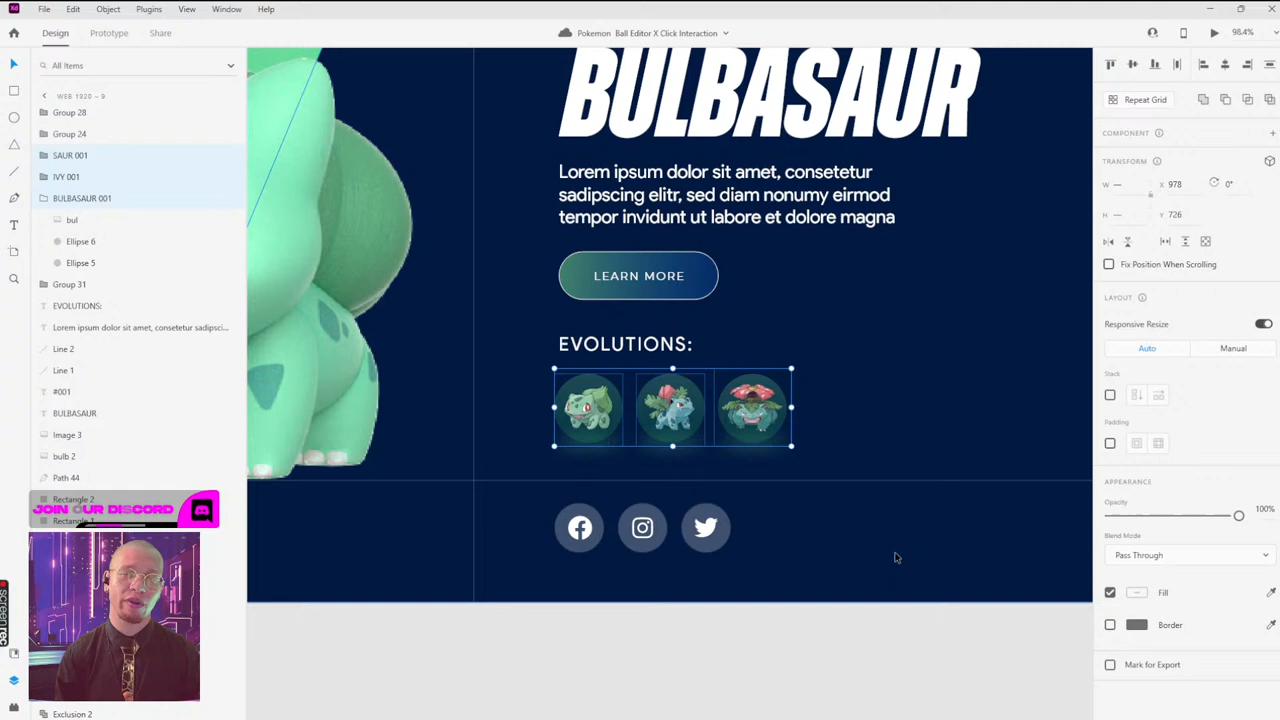 Xd File Edit Object Plugins View Window Help
Design Prototype Share
Pokemon Ball Editor X Click Interaction
98.4%
All Items
WEB 1920 – 9
Group 28
Group 24
SAUR 001
IVY 001
BULBASAUR 001
bul
Ellipse 6
Ellipse 5
Group 31
EVOLUTIONS:
Lorem ipsum dolor sit amet, consetetur sadipsci...
Line 2
Line 1
#001
BULBASAUR
Image 3
bulb 2
Path 44
Rectangle 2
JOIN OUR DISCORD
Rectangle 1
screenrec
Exclusion 2
BULBASAUR
Lorem ipsum dolor sit amet, consetetur
sadipscing elitr, sed diam nonumy eirmod
tempor invidunt ut labore et dolore magna
LEARN MORE
EVOLUTIONS:
Repeat Grid
COMPONENT
TRANSFORM
W — X 978 0°
H — Y 726
Fix Position When Scrolling
LAYOUT
Responsive Resize
Auto Manual
Stack
Padding
APPEARANCE
Opacity
100%
Blend Mode
Pass Through
Fill
Border
Mark for Export